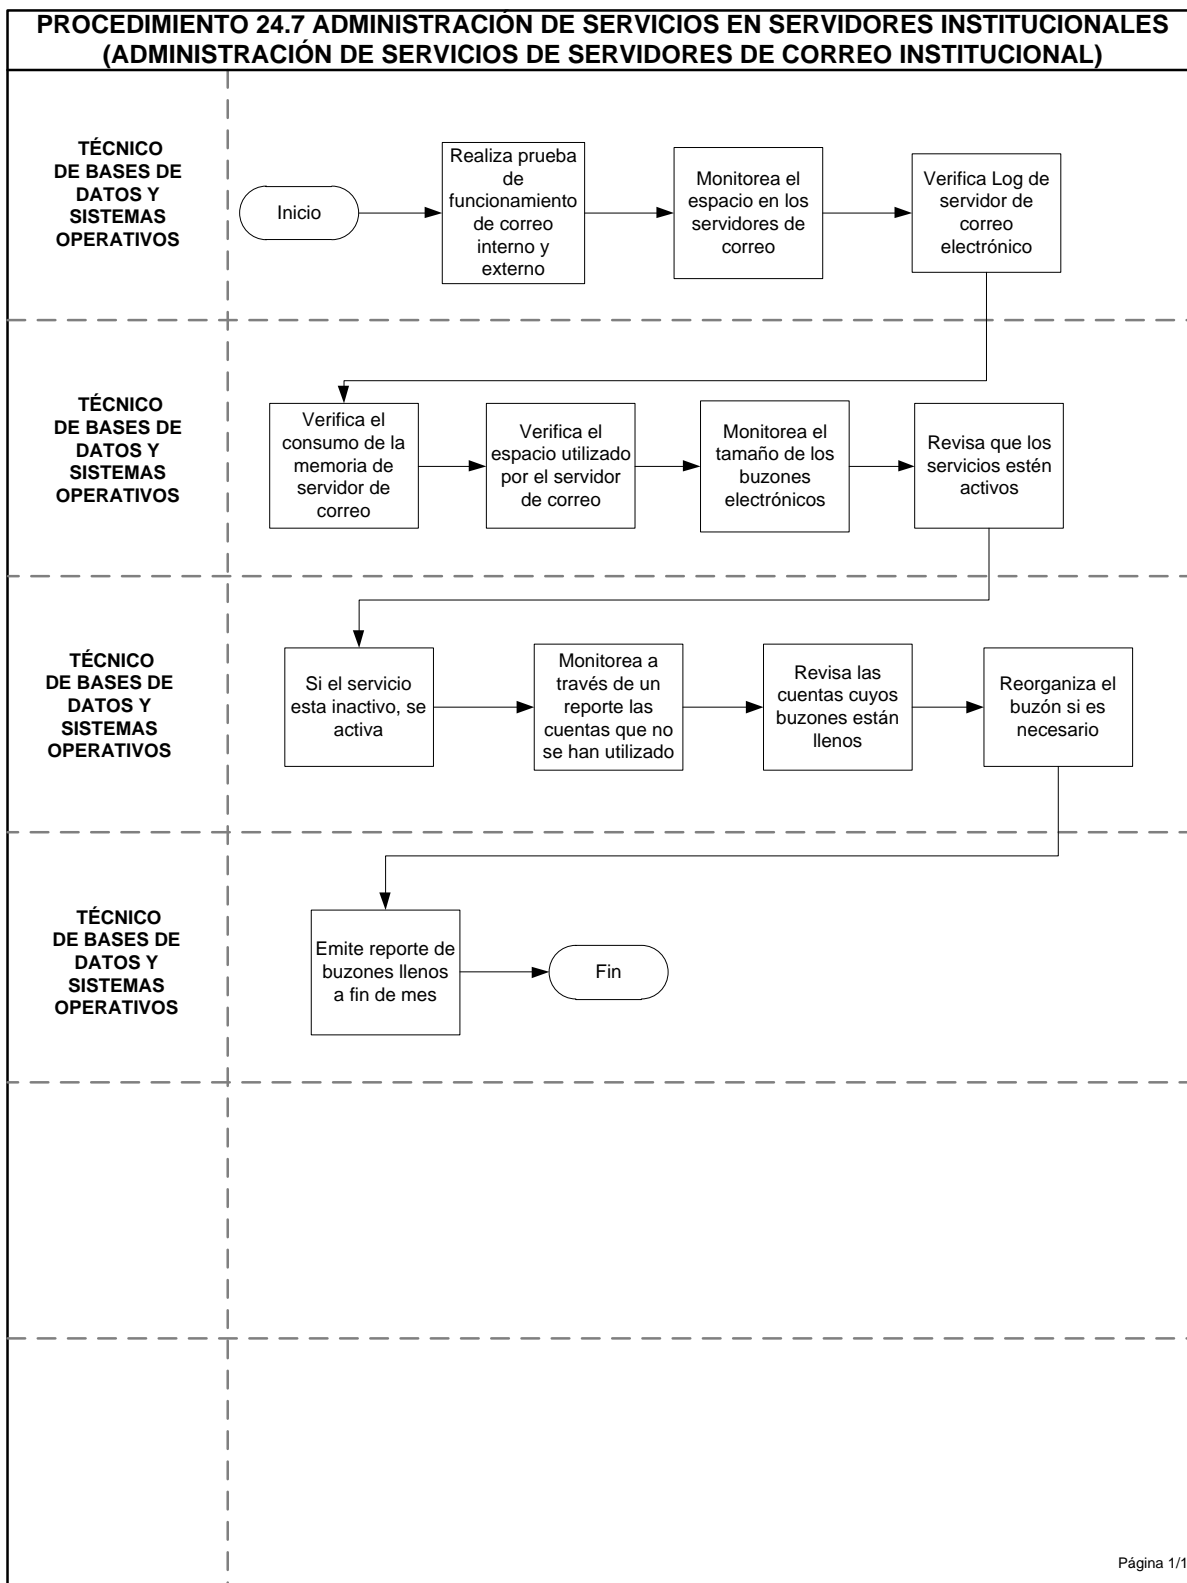 PROCEDIMIENTO 24.7 ADMINISTRACIÓN DE SERVICIOS EN SERVIDORES INSTITUCIONALES
(ADMINISTRACIÓN DE SERVICIOS DE SERVIDORES DE CORREO INSTITUCIONAL)
TÉCNICO
DE BASES DE
DATOS Y
SISTEMAS
OPERATIVOS
Inicio
Realiza prueba
de
funcionamiento
de correo
interno y
externo
Monitorea el
espacio en los
servidores de
correo
Verifica Log de
servidor de
correo
electrónico
TÉCNICO
DE BASES DE
DATOS Y
SISTEMAS
OPERATIVOS
Verifica el
consumo de la
memoria de
servidor de
correo
Verifica el
espacio utilizado
por el servidor
de correo
Monitorea el
tamaño de los
buzones
electrónicos
Revisa que los
servicios estén
activos
TÉCNICO
DE BASES DE
DATOS Y
SISTEMAS
OPERATIVOS
Si el servicio
esta inactivo, se
activa
Monitorea a
través de un
reporte las
cuentas que no
se han utilizado
Revisa las
cuentas cuyos
buzones están
llenos
Reorganiza el
buzón si es
necesario
TÉCNICO
DE BASES DE
DATOS Y
SISTEMAS
OPERATIVOS
Emite reporte de
buzones llenos
a fin de mes
Fin
Página 1/1